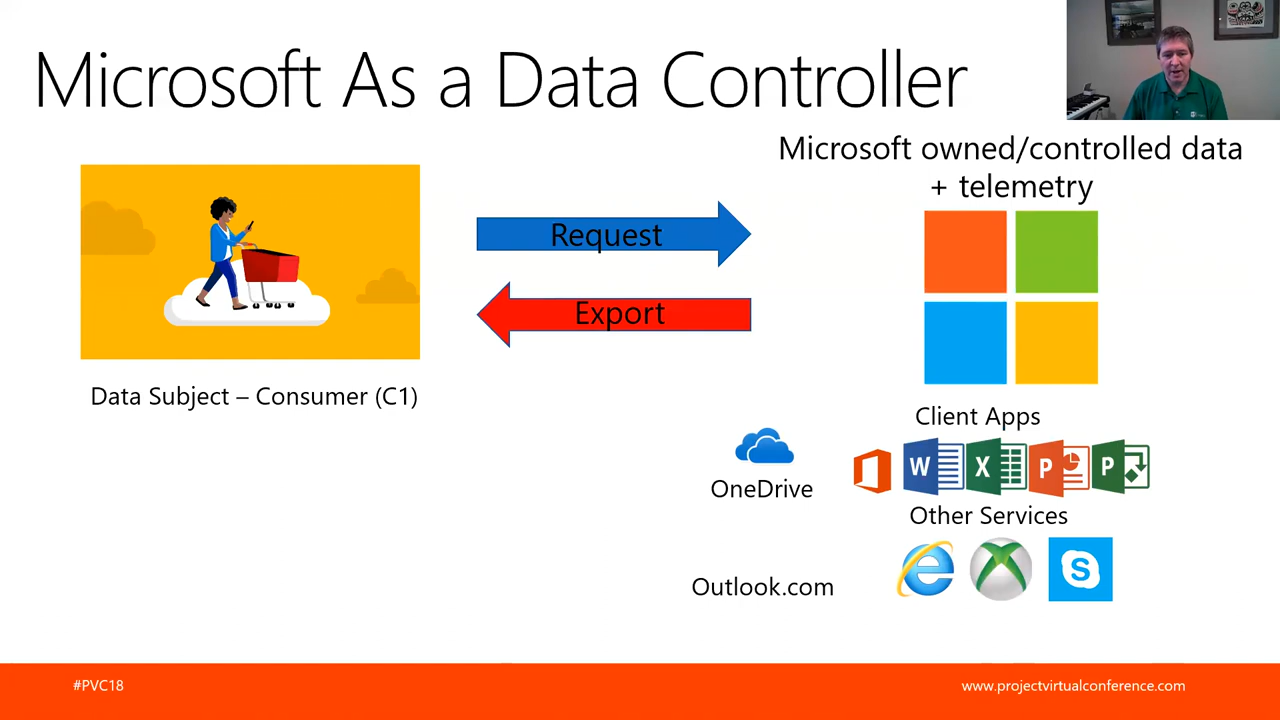 Microsoft As a Data Controller
Microsoft owned/controlled data
+ telemetry
Request
Export
Data Subject – Consumer (C1)
Client Apps
OneDrive
W
X
P
P
Other Services
S
Outlook.com
#PVC18
www.projectvirtualconference.com